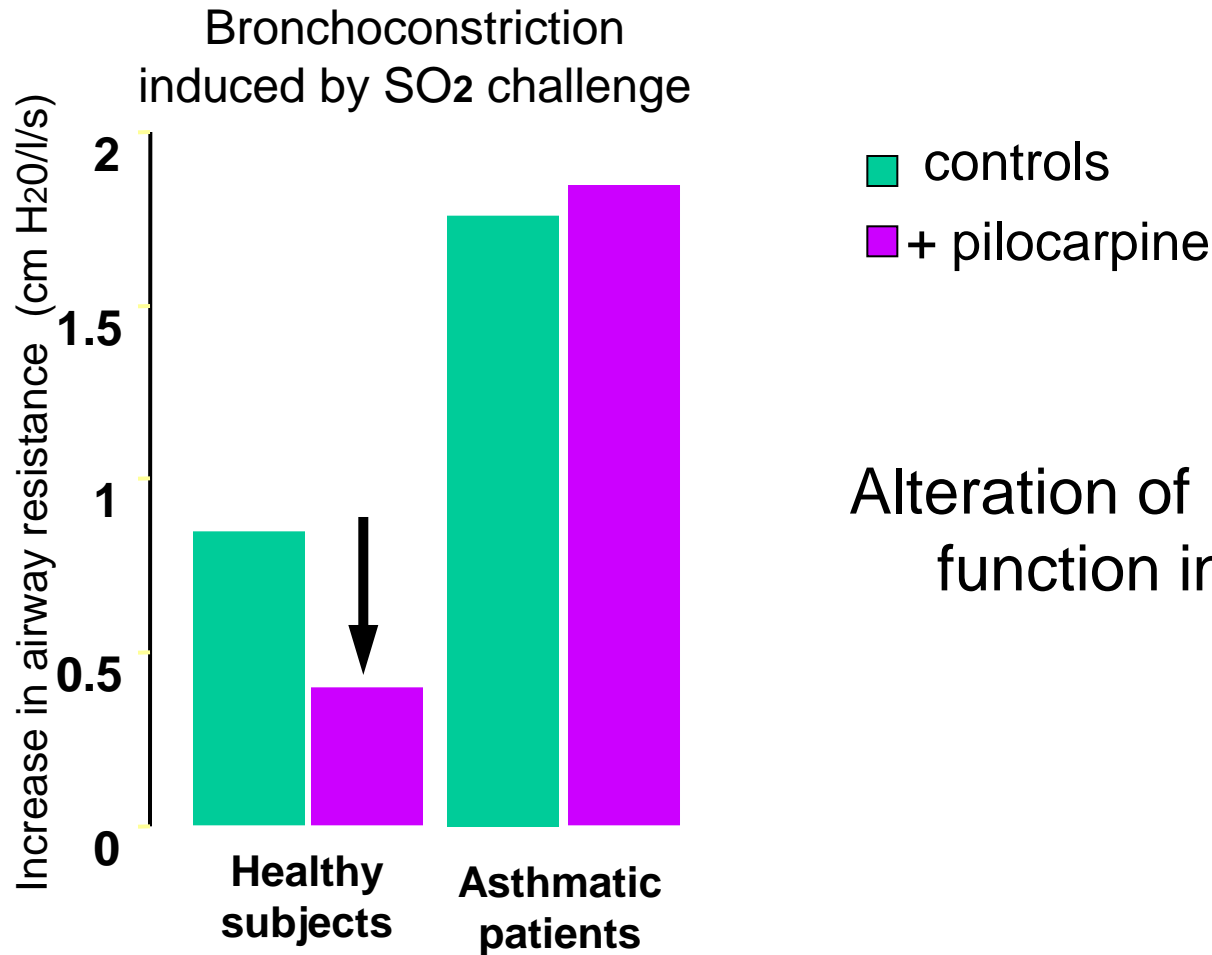 Bronchoconstriction
induced by SO2 challenge
Increase in airway resistance (cm H20/l/s)
2
1.5
1
0.5
0
Healthy
subjects
Asthmatic
patients
controls
+ pilocarpine
Alteration of
function in